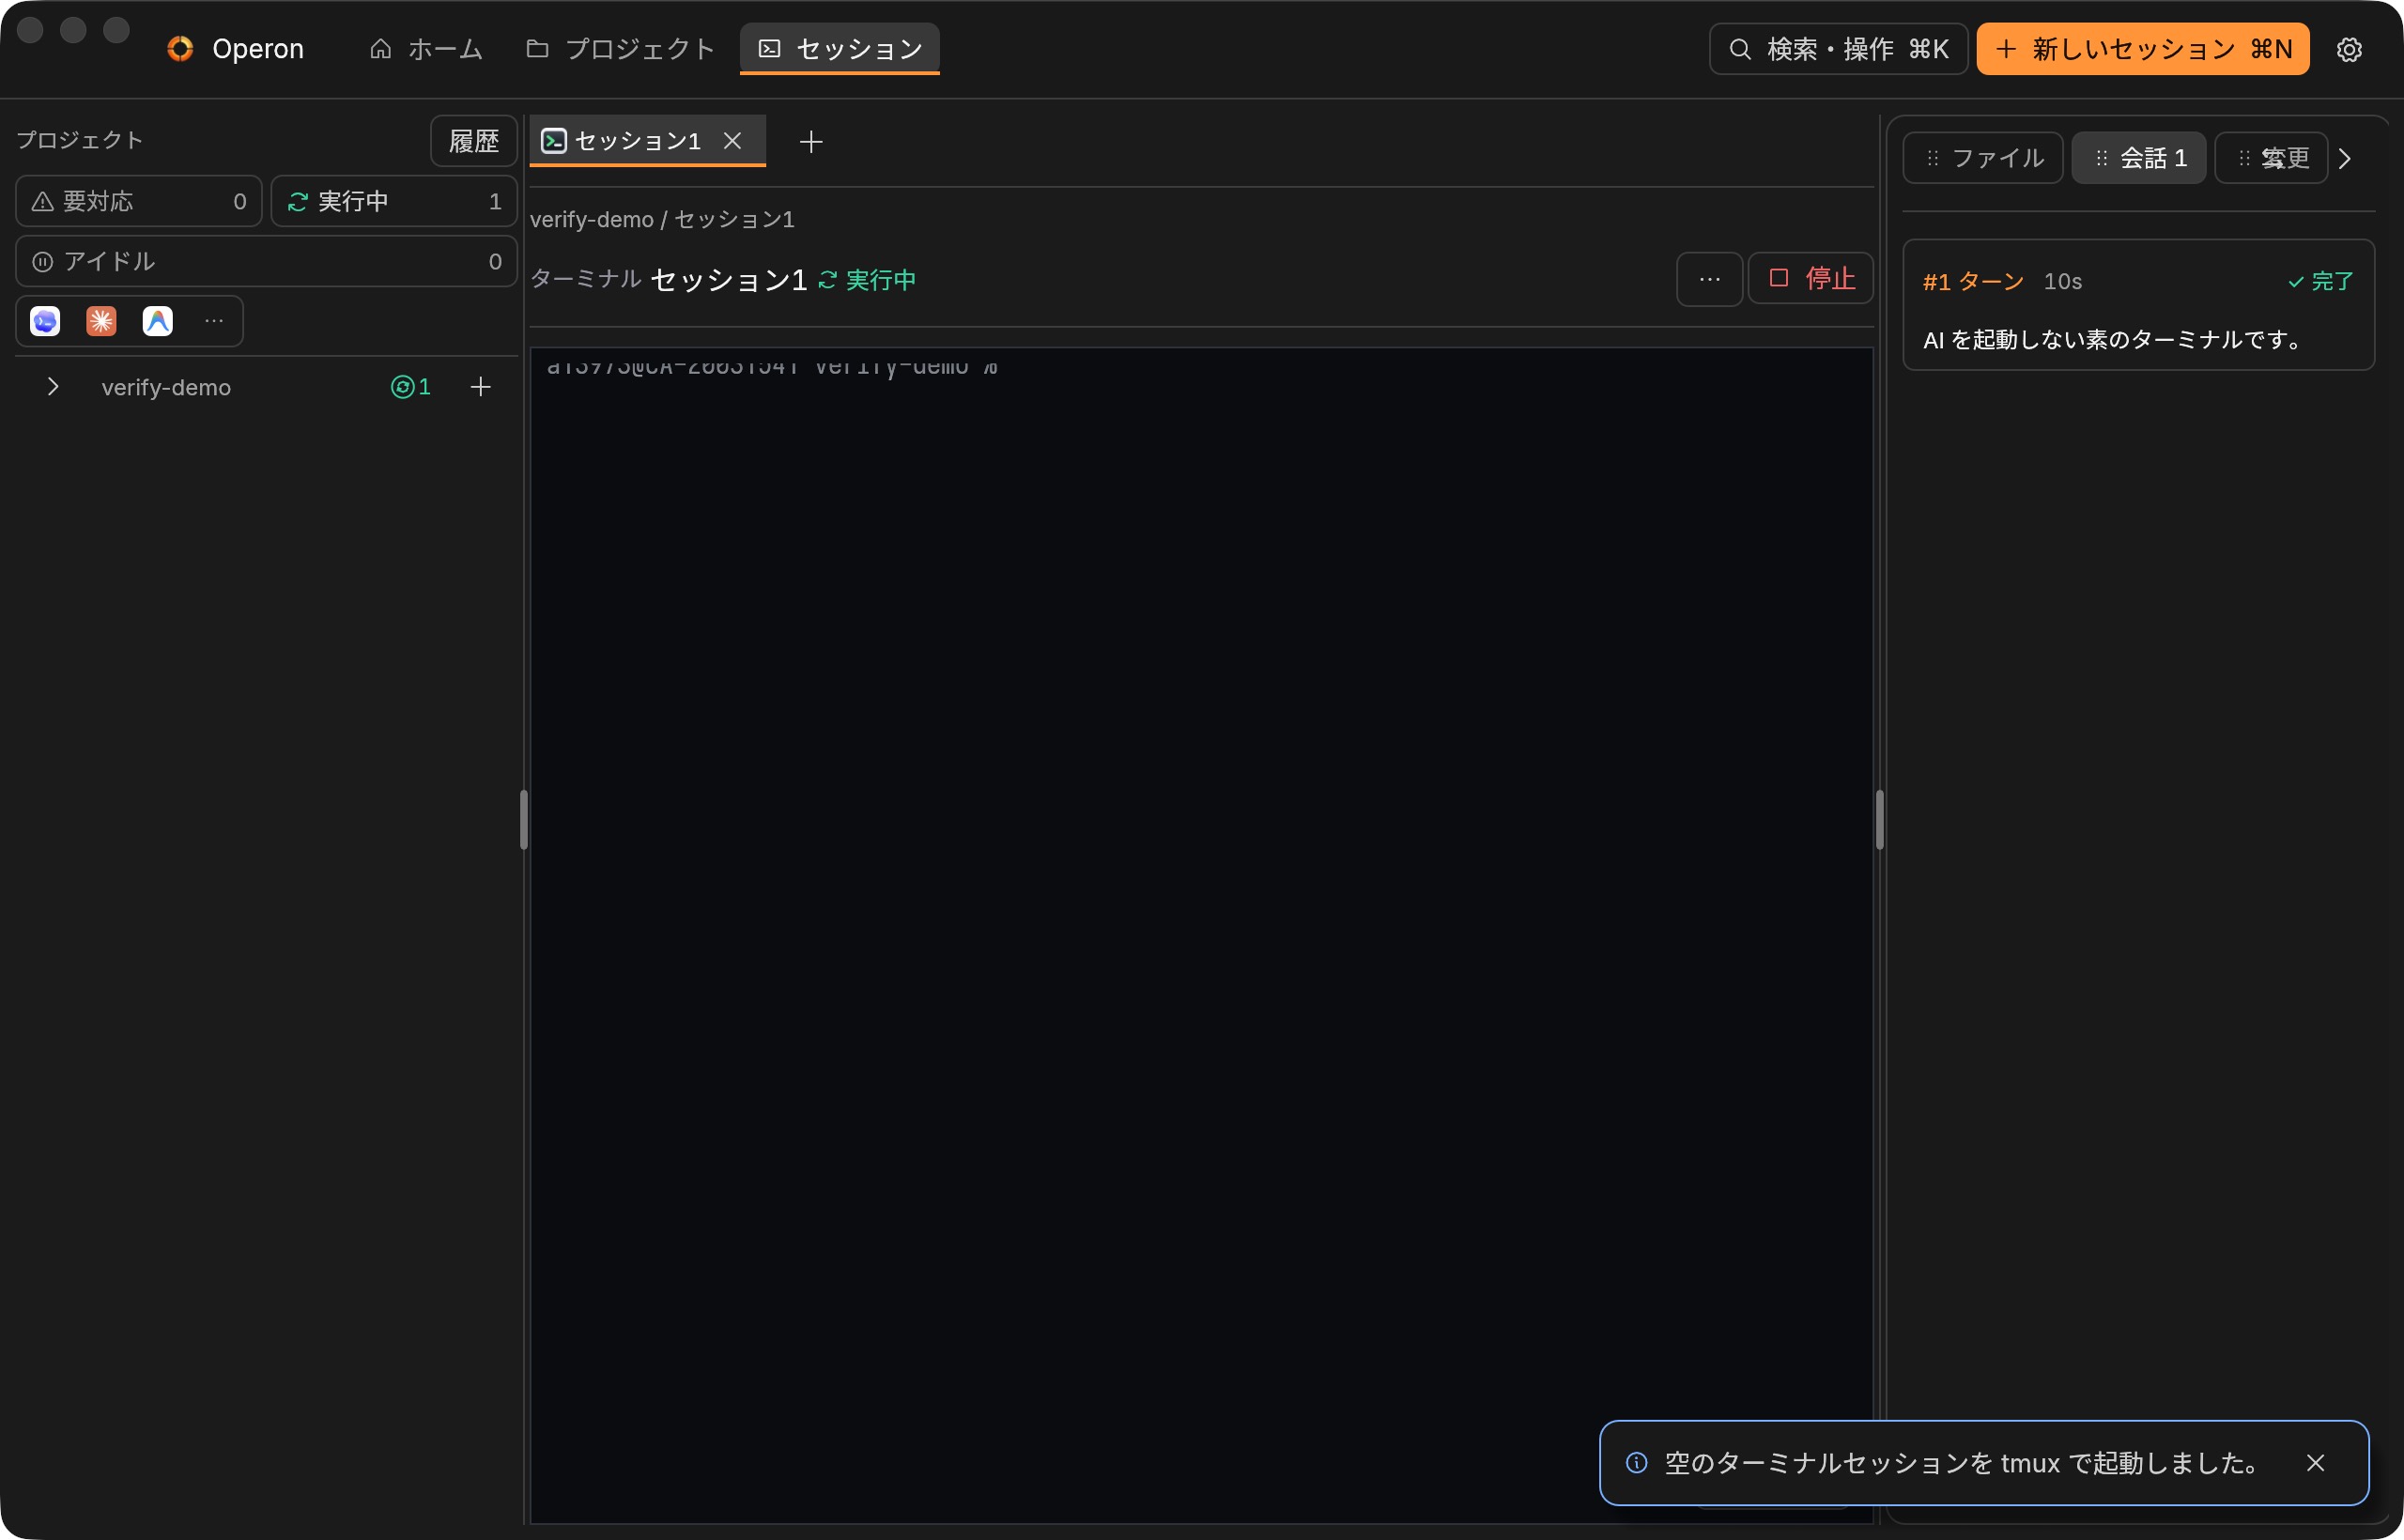 Operon
ホーム
プロジェクト
セッション
検索・操作 ⌘K
+ 新しいセッション ⌘N
プロジェクト
履歴
要対応 0
実行中 1
アイドル 0
verify-demo 1
セッション1
verify-demo / セッション1
ターミナル セッション1 実行中
停止
verify-demo %
ファイル
会話 1
変更
#1 ターン 10s 完了
AI を起動しない素のターミナルです。
空のターミナルセッションを tmux で起動しました。